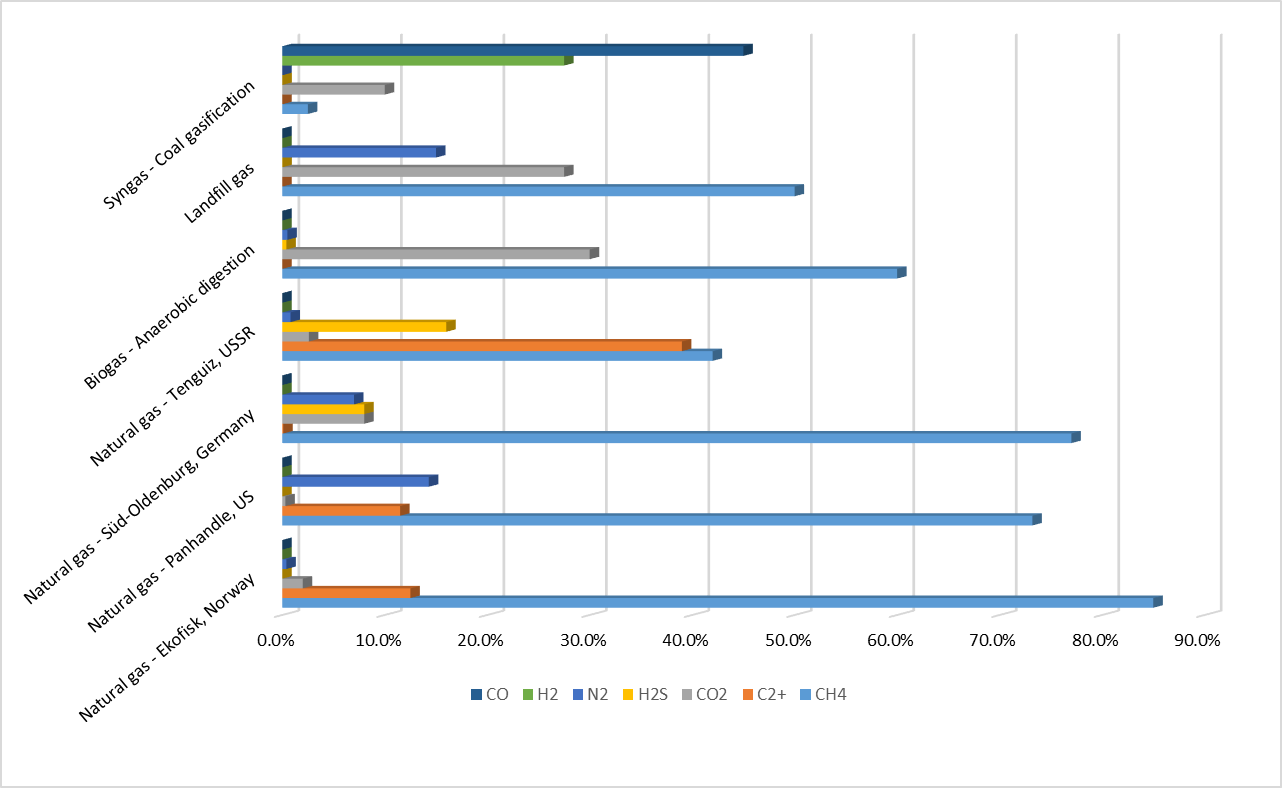 Syngas - Coal gasification
Landfill gas
Biogas - Anaerobic digestion
Natural gas - Tenguiz, USSR
Natural gas - Süd-Oldenburg, Germany
Natural gas - Panhandle, US
Natural gas - Ekofisk, Norway
0.0% 10.0% 20.0% 30.0% 40.0% 50.0% 60.0% 70.0% 80.0% 90.0%
CO H2 N2 H2S CO2 C2+ CH4